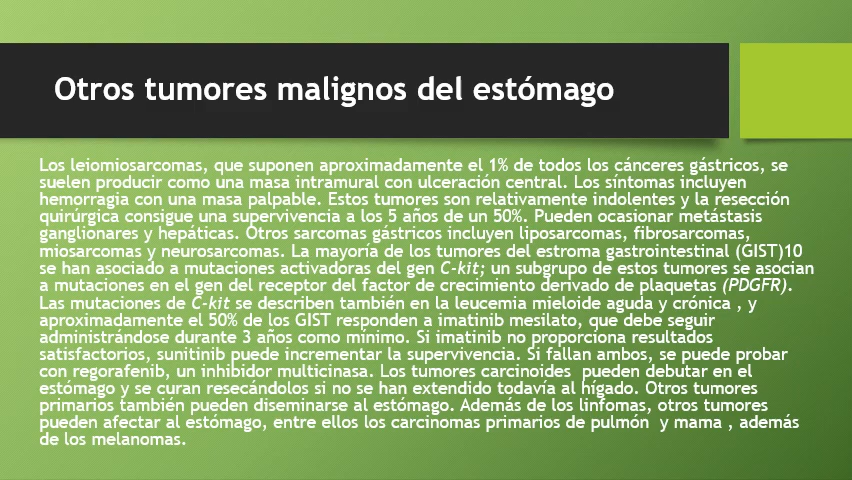 Otros tumores malignos del estómago
Los leiomiosarcomas, que suponen aproximadamente el 1% de todos los cánceres gástricos, se
suelen producir como una masa intramural con ulceración central. Los síntomas incluyen
hemorragia con una masa palpable. Estos tumores son relativamente indolentes y la resección
quirúrgica consigue una supervivencia a los 5 años de un 50%. Pueden ocasionar metástasis
ganglionares y hepáticas. Otros sarcomas gástricos incluyen liposarcomas, fibrosarcomas,
miosarcomas y neurosarcomas. La mayoría de los tumores del estroma gastrointestinal (GIST)10
se han asociado a mutaciones activadoras del gen C-kit; un subgrupo de estos tumores se asocian
a mutaciones en el gen del receptor del factor de crecimiento derivado de plaquetas (PDGFR).
Las mutaciones de C-kit se describen también en la leucemia mieloide aguda y crónica , y
aproximadamente el 50% de los GIST responden a imatinib mesilato, que debe seguir
administrándose durante 3 años como mínimo. Si imatinib no proporciona resultados
satisfactorios, sunitinib puede incrementar la supervivencia. Si fallan ambos, se puede probar
con regorafenib, un inhibidor multicinasa. Los tumores carcinoides  pueden debutar en el
estómago y se curan resecándolos si no se han extendido todavía al hígado. Otros tumores
primarios también pueden diseminarse al estómago. Además de los linfomas, otros tumores
pueden afectar al estómago, entre ellos los carcinomas primarios de pulmón  y mama , además
de los melanomas.